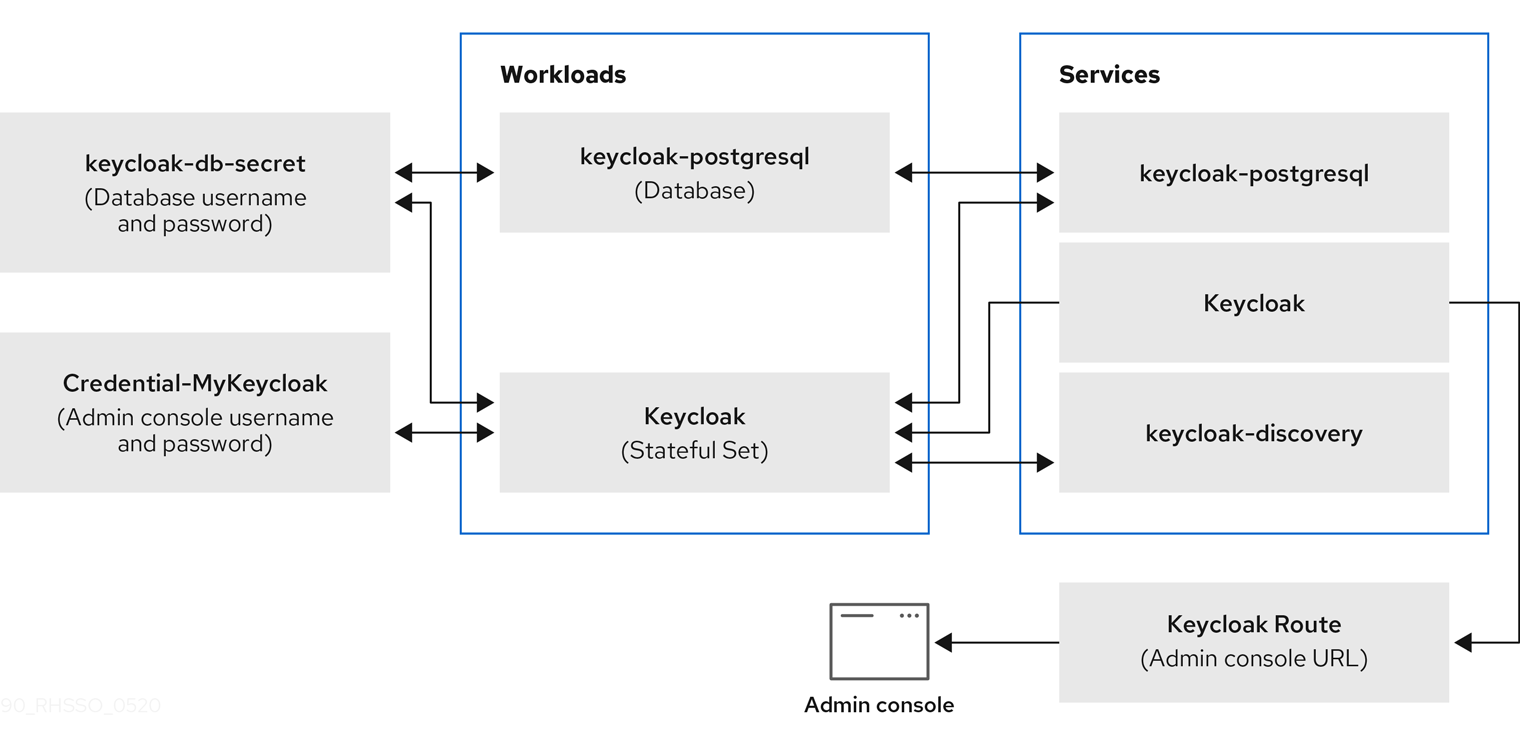 Workloads
Services
keycloak-db-secret
(Database username
and password)
keycloak-postgresql
(Database)
keycloak-postgresql
Keycloak
Credential-MyKeycloak
(Admin console username
and password)
Keycloak
(Stateful Set)
keycloak-discovery
Keycloak Route
(Admin console URL)
Admin console
90_RHSSO_0520